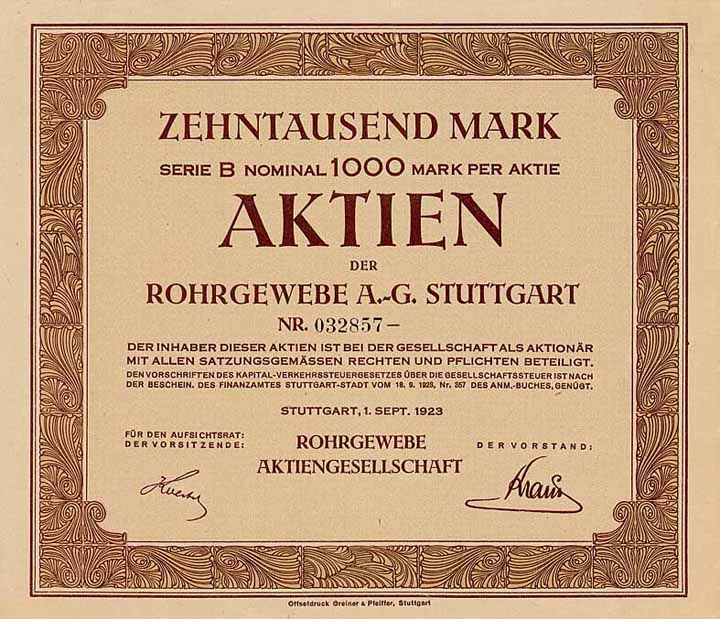 ZEHNTAUSEND MARK
SERIE B NOMINAL 1000 MARK PER AKTIE
AKTIEN
DER
ROHRGEWEBE A.-G. STUTTGART
NR. 032857–
DER INHABER DIESER AKTIEN IST BEI DER GESELLSCHAFT ALS AKTIONÄR
MIT ALLEN SATZUNGSGEMÄSSEN RECHTEN UND PFLICHTEN BETEILIGT.
DEN VORSCHRIFTEN DES KAPITAL-VERKEHRSSTEUERGESETZES ÜBER DIE GESELLSCHAFTSSTEUER IST NACH
DER BESCHEIN. DES FINANZAMTES STUTTGART-STADT VOM 18. 9. 1923, Nr. 357 DES ANM.-BUCHES, GENÜGT.
STUTTGART, 1. SEPT. 1923
FÜR DEN AUFSICHTSRAT:
DER VORSITZENDE:
ROHRGEWEBE
AKTIENGESELLSCHAFT
DER VORSTAND:
Kraus
Offsetdruck Greiner & Pfeiffer, Stuttgart